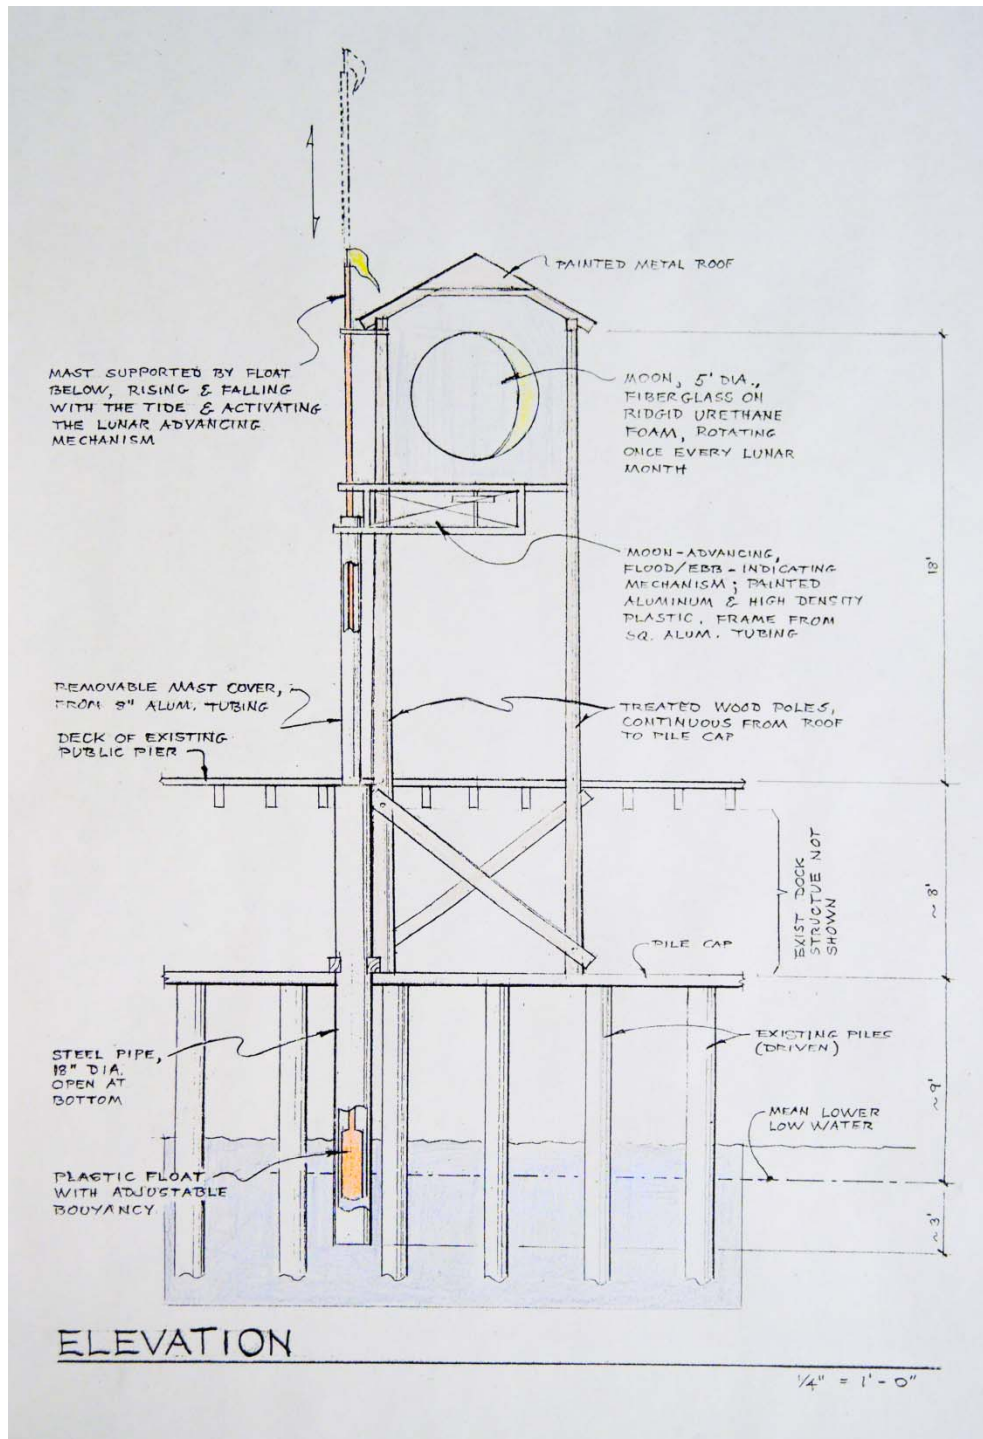 PAINTED METAL ROOF
MAST SUPPORTED BY FLOAT
BELOW, RISING & FALLING
WITH THE TIDE & ACTIVATING
THE LUNAR ADVANCING
MECHANISM
MOON, 5' DIA.,
FIBERGLASS ON
RIDGID URETHANE
FOAM, ROTATING
ONCE EVERY LUNAR
MONTH
MOON-ADVANCING,
FLOOD/EBB-INDICATING
MECHANISM; PAINTED
ALUMINUM & HIGH DENSITY
PLASTIC, FRAME FROM
SQ. ALUM. TUBING
18'
REMOVABLE MAST COVER,
FROM 8" ALUM. TUBING
TREATED WOOD POLES,
CONTINUOUS FROM ROOF
TO PILE CAP
DECK OF EXISTING
PUBLIC PIER
EXIST DOCK
STRUCTUE NOT
SHOWN
~8'
PILE CAP
STEEL PIPE,
18" DIA.
OPEN AT
BOTTOM
EXISTING PILES
(DRIVEN)
~9'
MEAN LOWER
LOW WATER
PLASTIC FLOAT
WITH ADJUSTABLE
BOUYANCY
~3'
ELEVATION
1/4" = 1'-0"